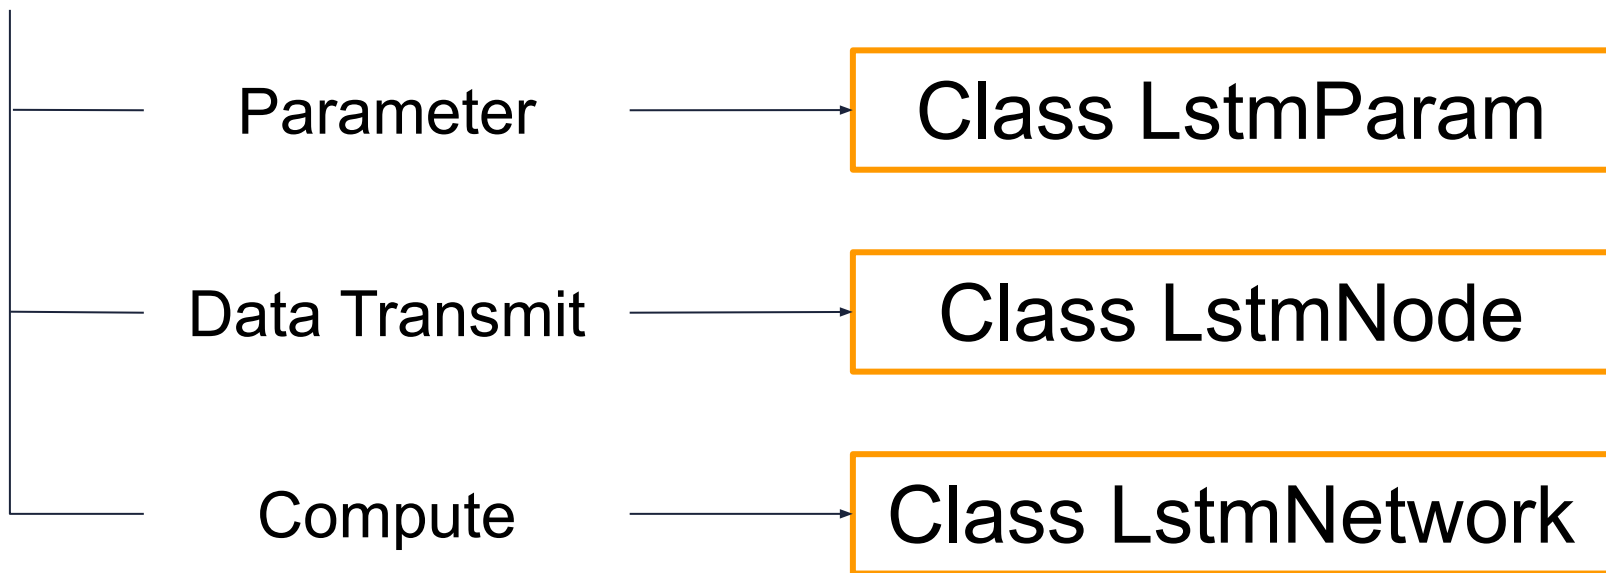 Parameter
Class LstmParam
Data Transmit
Class LstmNode
Compute
Class LstmNetwork